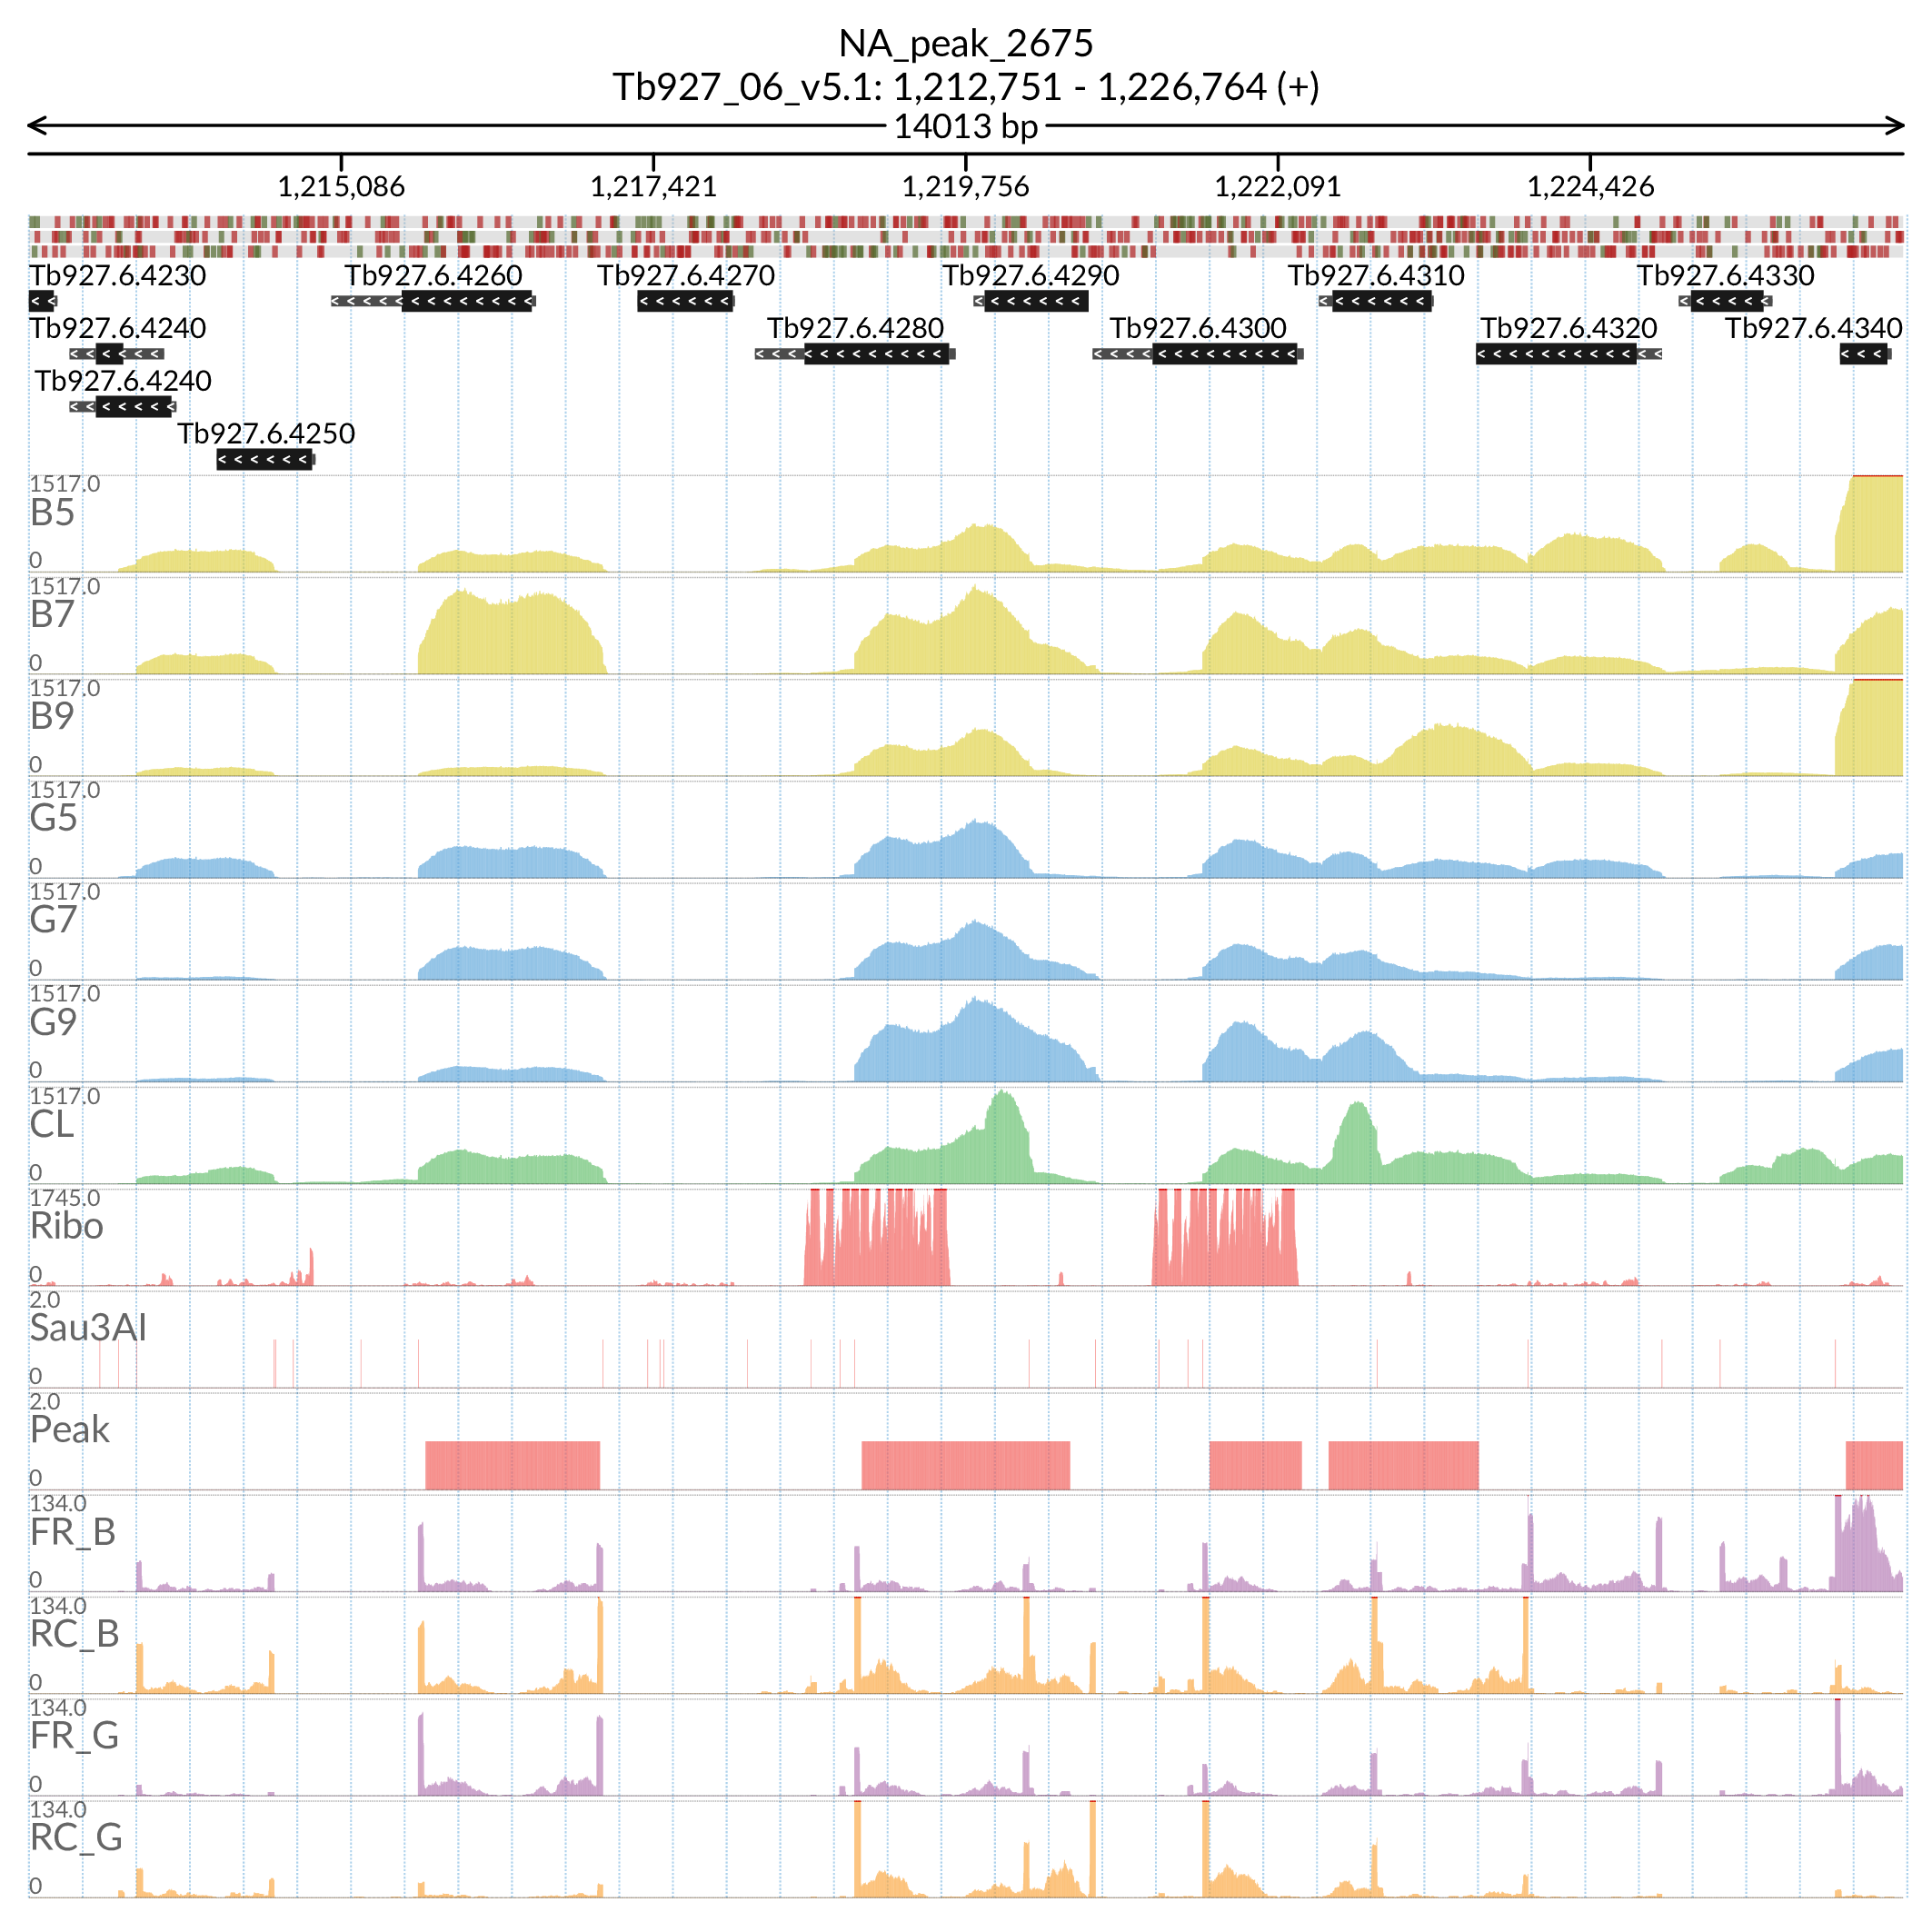 NA_peak_2675
Tb927_06_v5.1: 1,212,751 - 1,226,764 (+)
14013 bp
1,215,086 1,217,421 1,219,756 1,222,091 1,224,426
Tb927.6.4230 Tb927.6.4260 Tb927.6.4270 Tb927.6.4290 Tb927.6.4310 Tb927.6.4330
Tb927.6.4240 Tb927.6.4280 Tb927.6.4300 Tb927.6.4320 Tb927.6.4340
Tb927.6.4240
Tb927.6.4250
1517.0
B5
0
1517.0
B7
0
1517.0
B9
0
1517.0
G5
0
1517.0
G7
0
1517.0
G9
0
1517.0
CL
0
1745.0
Ribo
0
2.0
Sau3AI
0
2.0
Peak
0
134.0
FR_B
0
134.0
RC_B
0
134.0
FR_G
0
134.0
RC_G
0